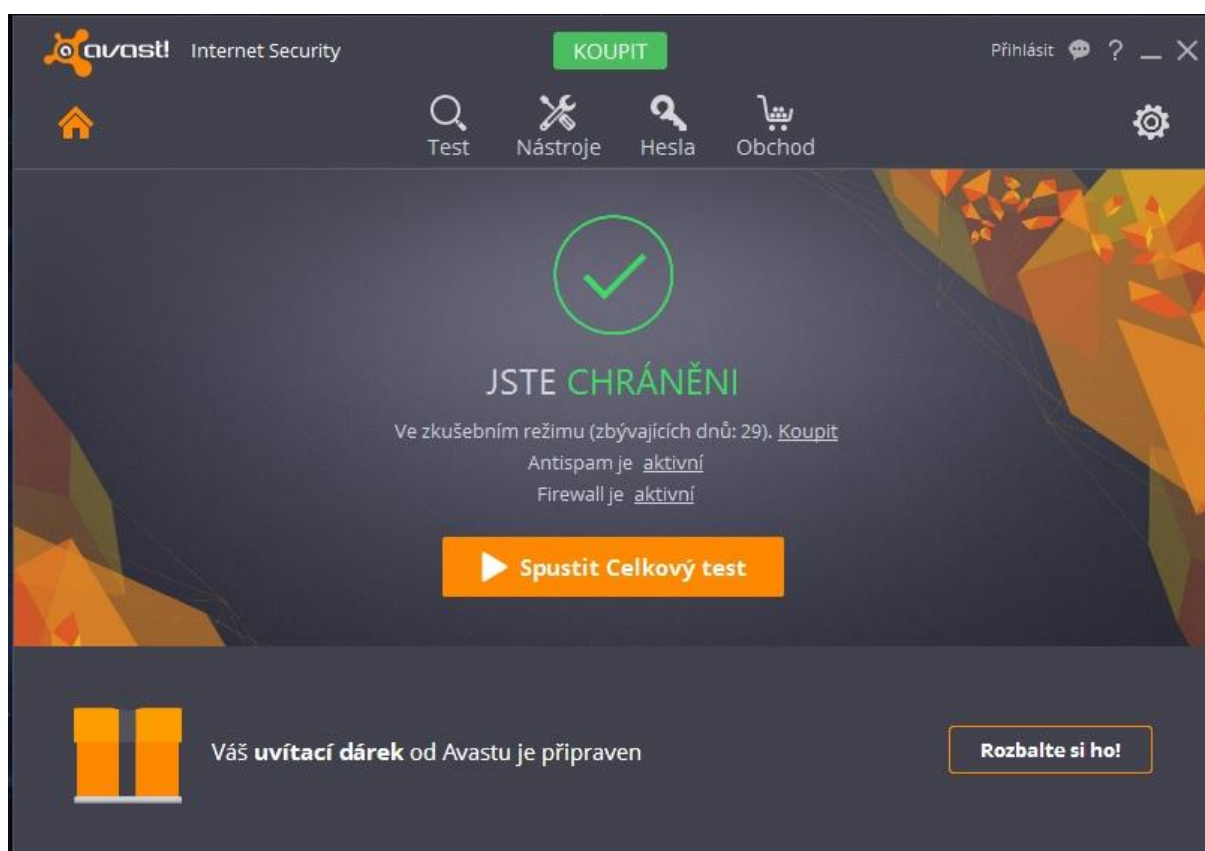 avast! Internet Security
KOUPIT
Přihlásit ?
Test Nástroje Hesla Obchod
JSTE CHRÁNĚNI
Ve zkušebním režimu (zbývajících dnů: 29). Koupit
Antispam je aktivní
Firewall je aktivní
Spustit Celkový test
Váš uvítací dárek od Avastu je připraven
Rozbalte si ho!